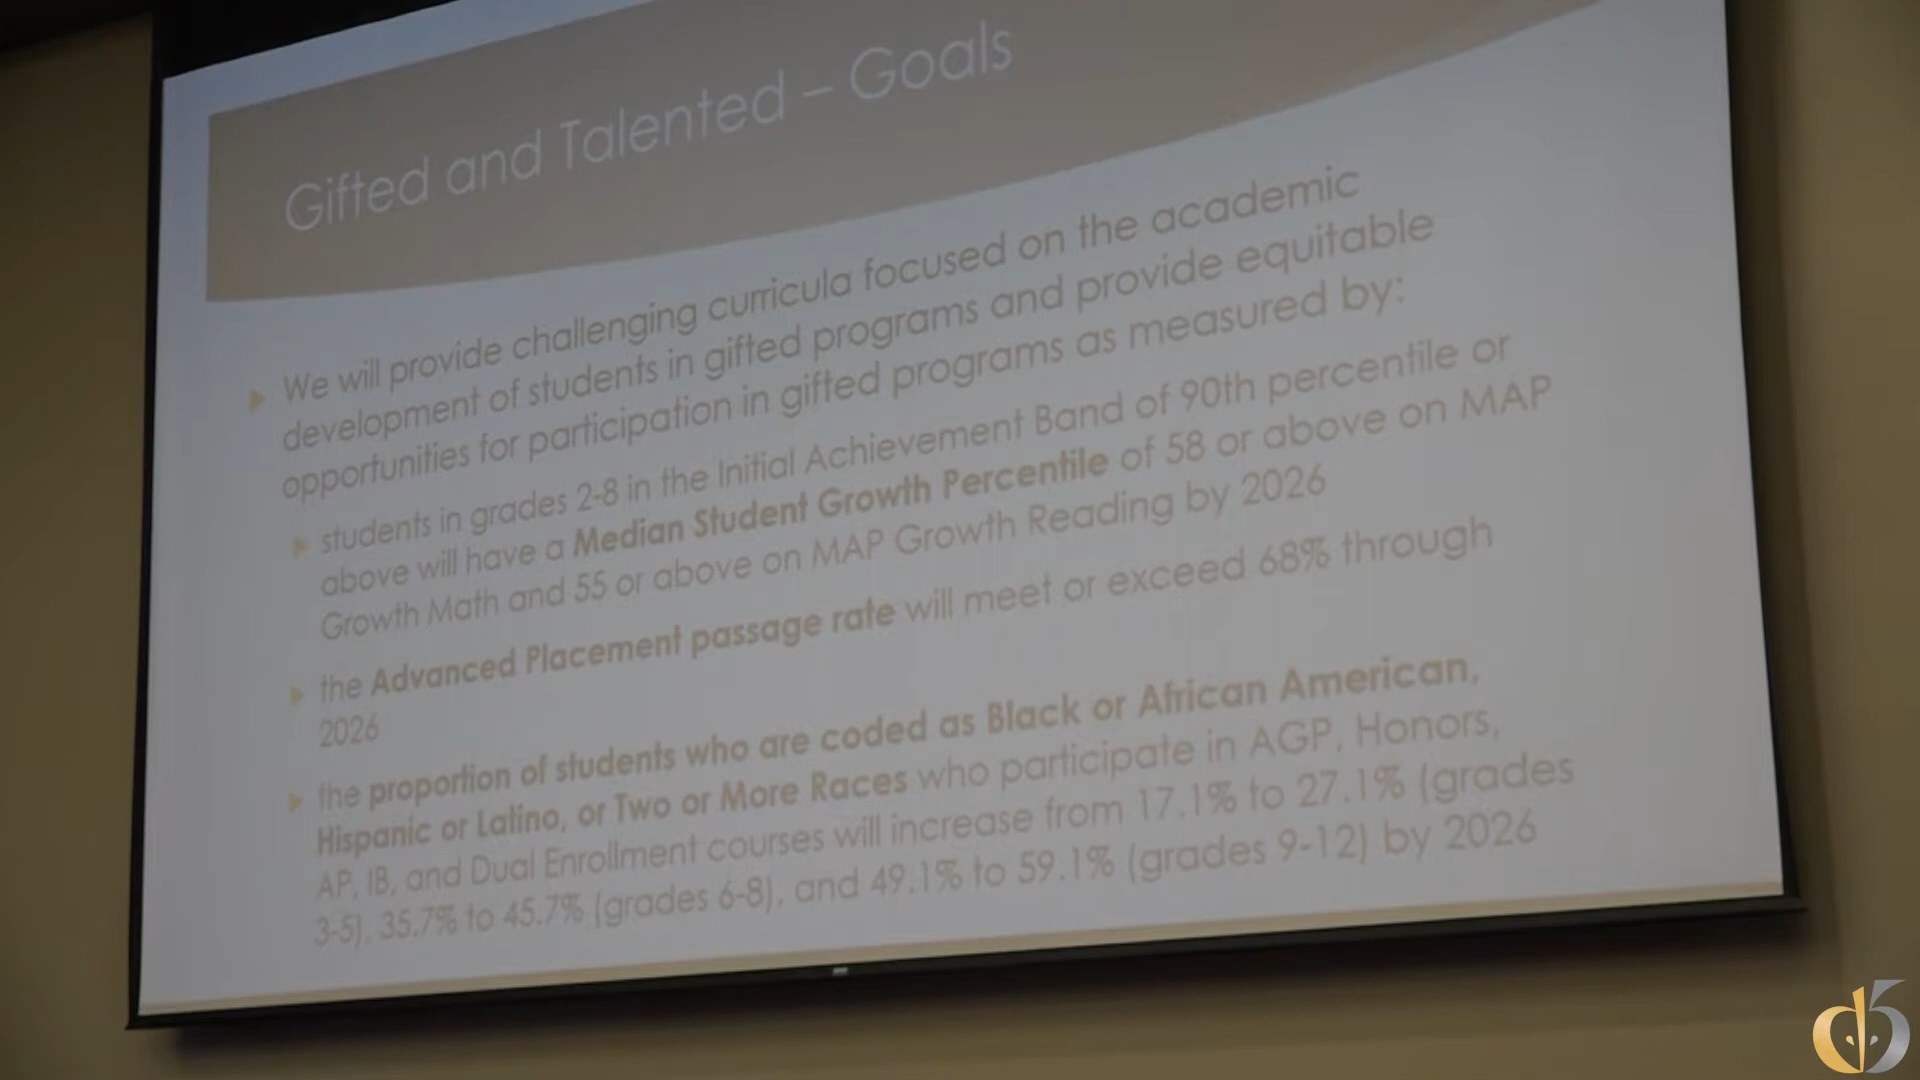 Gifted and Talented – Goals
We will provide challenging curricula focused on the academic
development of students in gifted programs and provide equitable
opportunities for participation in gifted programs as measured by:
students in grades 2-8 in the Initial Achievement Band of 90th percentile or
above will have a Median Student Growth Percentile of 58 or above on MAP
Growth Math and 55 or above on MAP Growth Reading by 2026
the Advanced Placement passage rate will meet or exceed 68% through
2026
the proportion of students who are coded as Black or African American,
Hispanic or Latino, or Two or More Races who participate in AGP, Honors,
AP, IB, and Dual Enrollment courses will increase from 17.1% to 27.1% (grades
3-5), 35.7% to 45.7% (grades 6-8), and 49.1% to 59.1% (grades 9-12) by 2026
d5